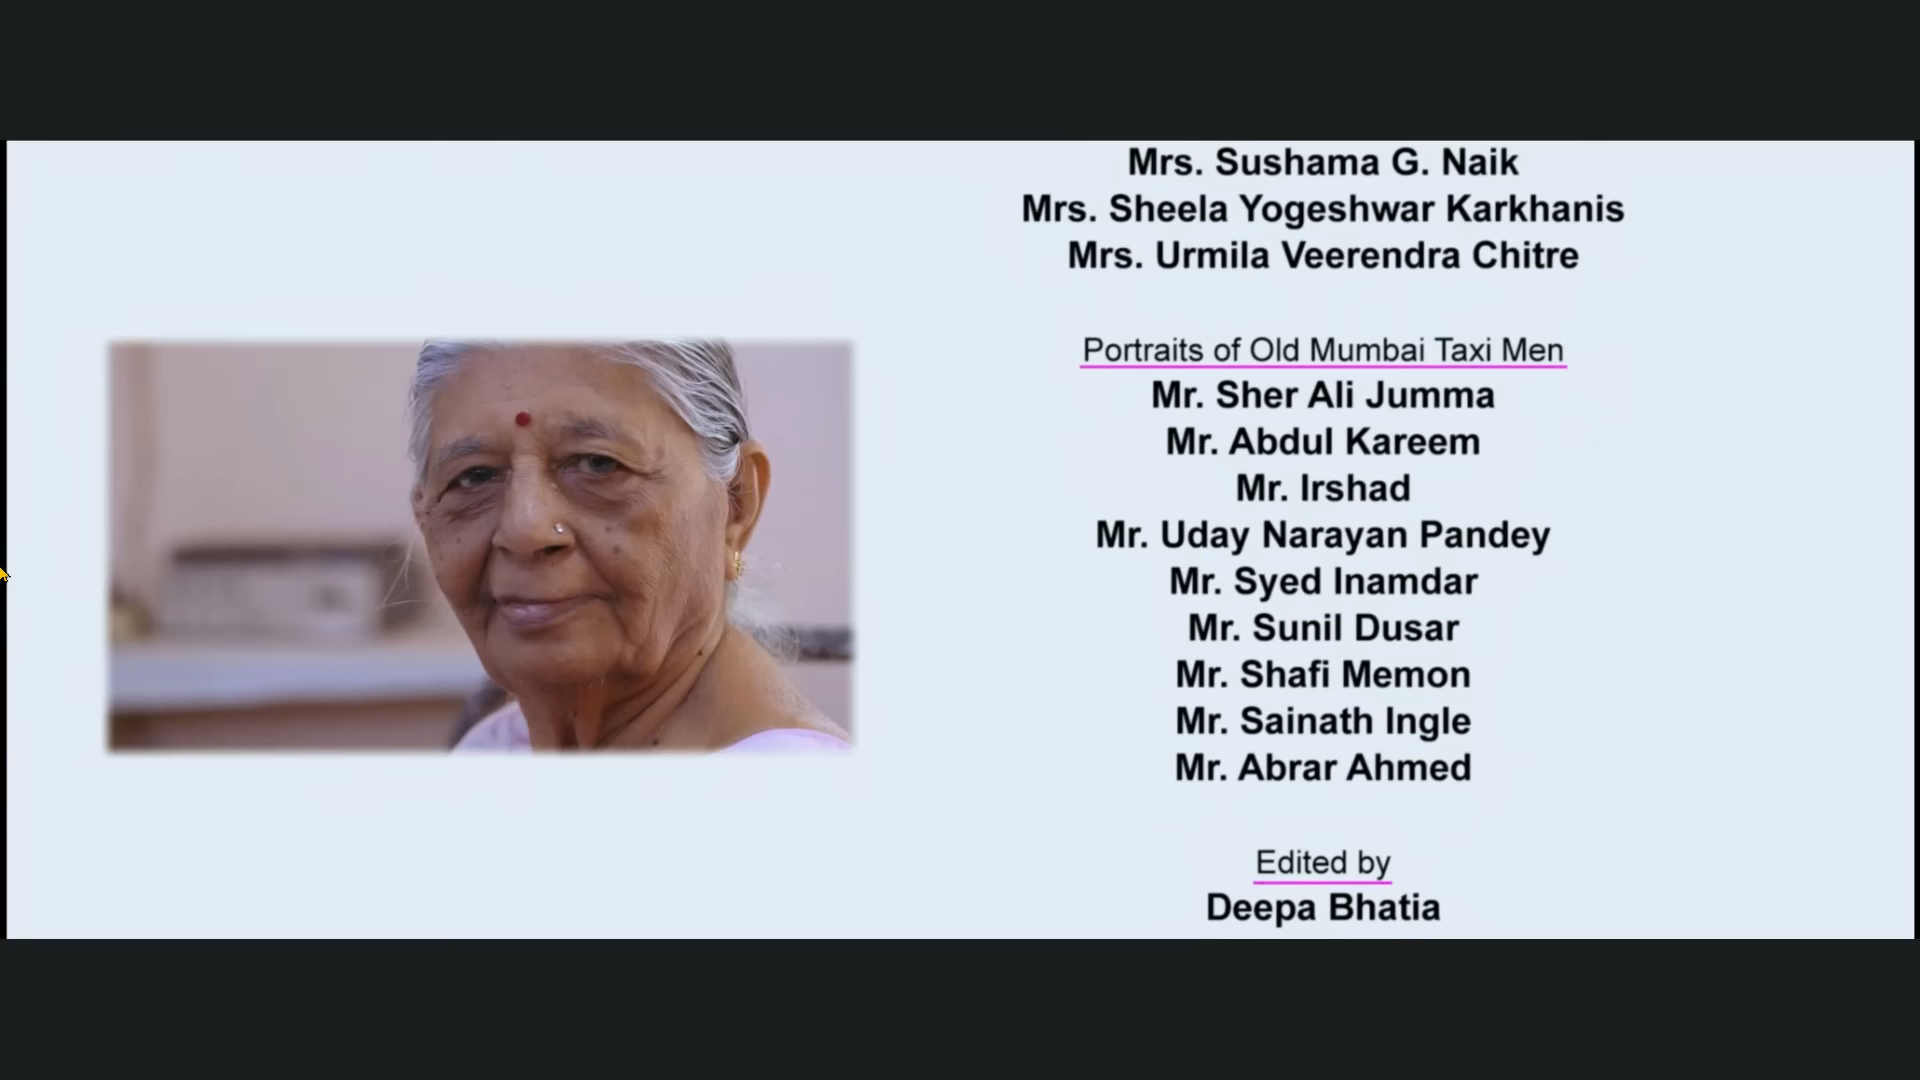 Mrs. Sushama G. Naik
Mrs. Sheela Yogeshwar Karkhanis
Mrs. Urmila Veerendra Chitre
Portraits of Old Mumbai Taxi Men
Mr. Sher Ali Jumma
Mr. Abdul Kareem
Mr. Irshad
Mr. Uday Narayan Pandey
Mr. Syed Inamdar
Mr. Sunil Dusar
Mr. Shafi Memon
Mr. Sainath Ingle
Mr. Abrar Ahmed
Edited by
Deepa Bhatia